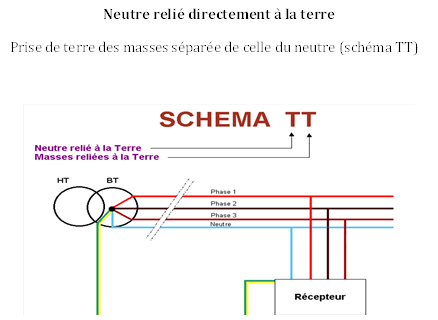 Neutre relié directement à la terre
Prise de terre des masses séparée de celle du neutre (schéma TT)
SCHEMA TT
Neutre relié à la Terre
Masses reliées à la Terre
HT BT
Phase 1
Phase 2
Phase 3
Neutre
Récepteur